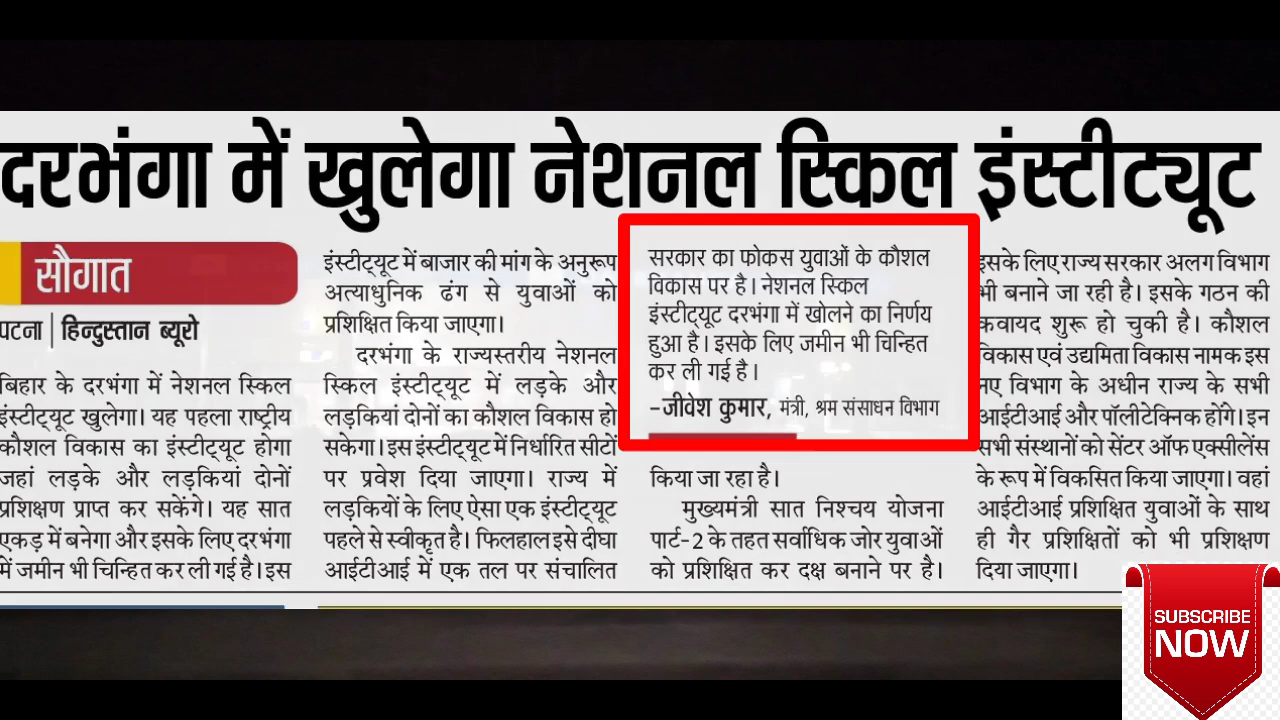 दरभंगा में खुलेगा नेशनल स्किल इंस्टीट्यूट
सौगात
पटना | हिन्दुस्तान ब्यूरो
बिहार के दरभंगा में नेशनल स्किल
इंस्टीट्यूट खुलेगा। यह पहला राष्ट्रीय
कौशल विकास का इंस्टीट्यूट होगा
जहां लड़के और लड़कियां दोनों
प्रशिक्षण प्राप्त कर सकेंगे। यह सात
एकड़ में बनेगा और इसके लिए दरभंगा
में जमीन भी चिन्हित कर ली गई है। इस
इंस्टीट्यूट में बाजार की मांग के अनुरूप
अत्याधुनिक ढंग से युवाओं को
प्रशिक्षित किया जाएगा।
दरभंगा के राज्यस्तरीय नेशनल
स्किल इंस्टीट्यूट में लड़के और
लड़कियां दोनों का कौशल विकास हो
सकेगा। इस इंस्टीट्यूट में निर्धारित सीटों
पर प्रवेश दिया जाएगा। राज्य में
लड़कियों के लिए ऐसा एक इंस्टीट्यूट
पहले से स्वीकृत है। फिलहाल इसे दीघा
आईटीआई में एक तल पर संचालित
सरकार का फोकस युवाओं के कौशल
विकास पर है। नेशनल स्किल
इंस्टीट्यूट दरभंगा में खोलने का निर्णय
हुआ है। इसके लिए जमीन भी चिन्हित
कर ली गई है।
-जीवेश कुमार, मंत्री, श्रम संसाधन विभाग
किया जा रहा है।
मुख्यमंत्री सात निश्चय योजना
पार्ट-2 के तहत सर्वाधिक जोर युवाओं
को प्रशिक्षित कर दक्ष बनाने पर है।
इसके लिए राज्य सरकार अलग विभाग
भी बनाने जा रही है। इसके गठन की
कवायद शुरू हो चुकी है। कौशल
विकास एवं उद्यमिता विकास नामक इस
नए विभाग के अधीन राज्य के सभी
आईटीआई और पॉलीटेक्निक होंगे। इन
सभी संस्थानों को सेंटर ऑफ एक्सीलेंस
के रूप में विकसित किया जाएगा। वहां
आईटीआई प्रशिक्षित युवाओं के साथ
ही गैर प्रशिक्षितों को भी प्रशिक्षण
दिया जाएगा।
SUBSCRIBE
NOW